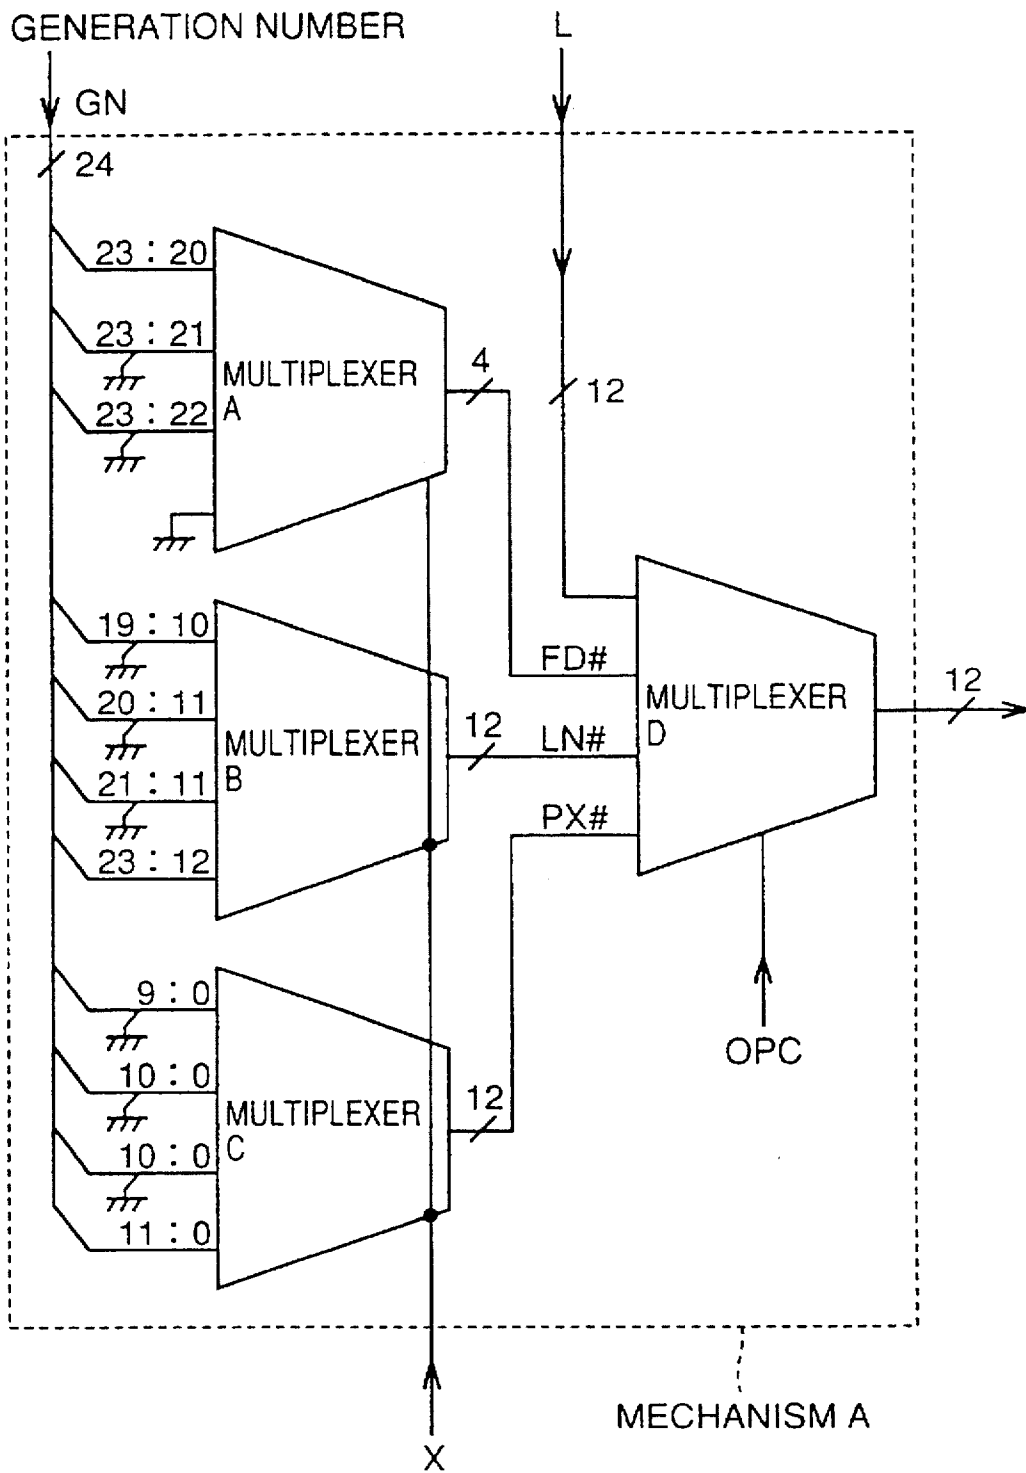 GENERATION NUMBER
L
GN
24
23 : 20
23 : 21
MULTIPLEXER
A
4
12
23 : 22
19 : 10
FD#
20 : 11
MULTIPLEXER
D
12
MULTIPLEXER
B
12
LN#
21 : 11
PX#
23 : 12
9 : 0
OPC
10 : 0
MULTIPLEXER
C
12
10 : 0
11 : 0
MECHANISM A
X